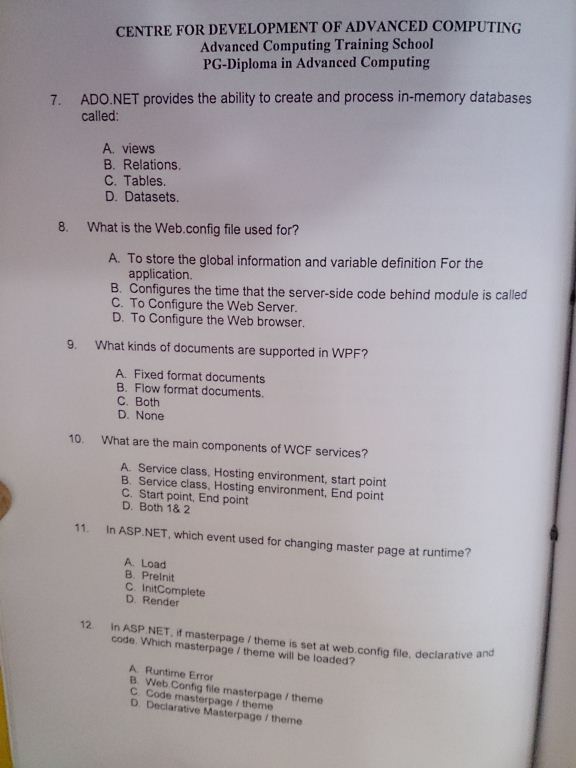 CENTRE FOR DEVELOPMENT OF ADVANCED COMPUTING
Advanced Computing Training School
PG-Diploma in Advanced Computing
7. ADO.NET provides the ability to create and process in-memory databases
called:
A. views
B. Relations.
C. Tables.
D. Datasets.
8. What is the Web.config file used for?
A. To store the global information and variable definition For the
application.
B. Configures the time that the server-side code behind module is called
C. To Configure the Web Server.
D. To Configure the Web browser.
9. What kinds of documents are supported in WPF?
A. Fixed format documents
B. Flow format documents.
C. Both
D. None
10. What are the main components of WCF services?
A. Service class, Hosting environment, start point
B. Service class, Hosting environment, End point
C. Start point, End point
D. Both 1& 2
11. In ASP.NET, which event used for changing master page at runtime?
A. Load
B. PreInit
C. InitComplete
D. Render
12. In ASP.NET, if masterpage / theme is set at web.config file, declarative and
code. Which masterpage / theme will be loaded?
A. Runtime Error
B. Web.Config file masterpage / theme
C. Code masterpage / theme
D. Declarative Masterpage / theme